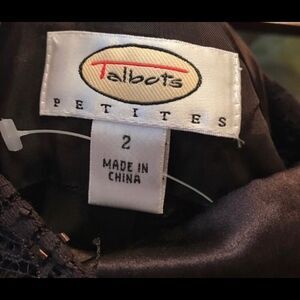 Talbots
PETITES
2
MADE IN
CHINA